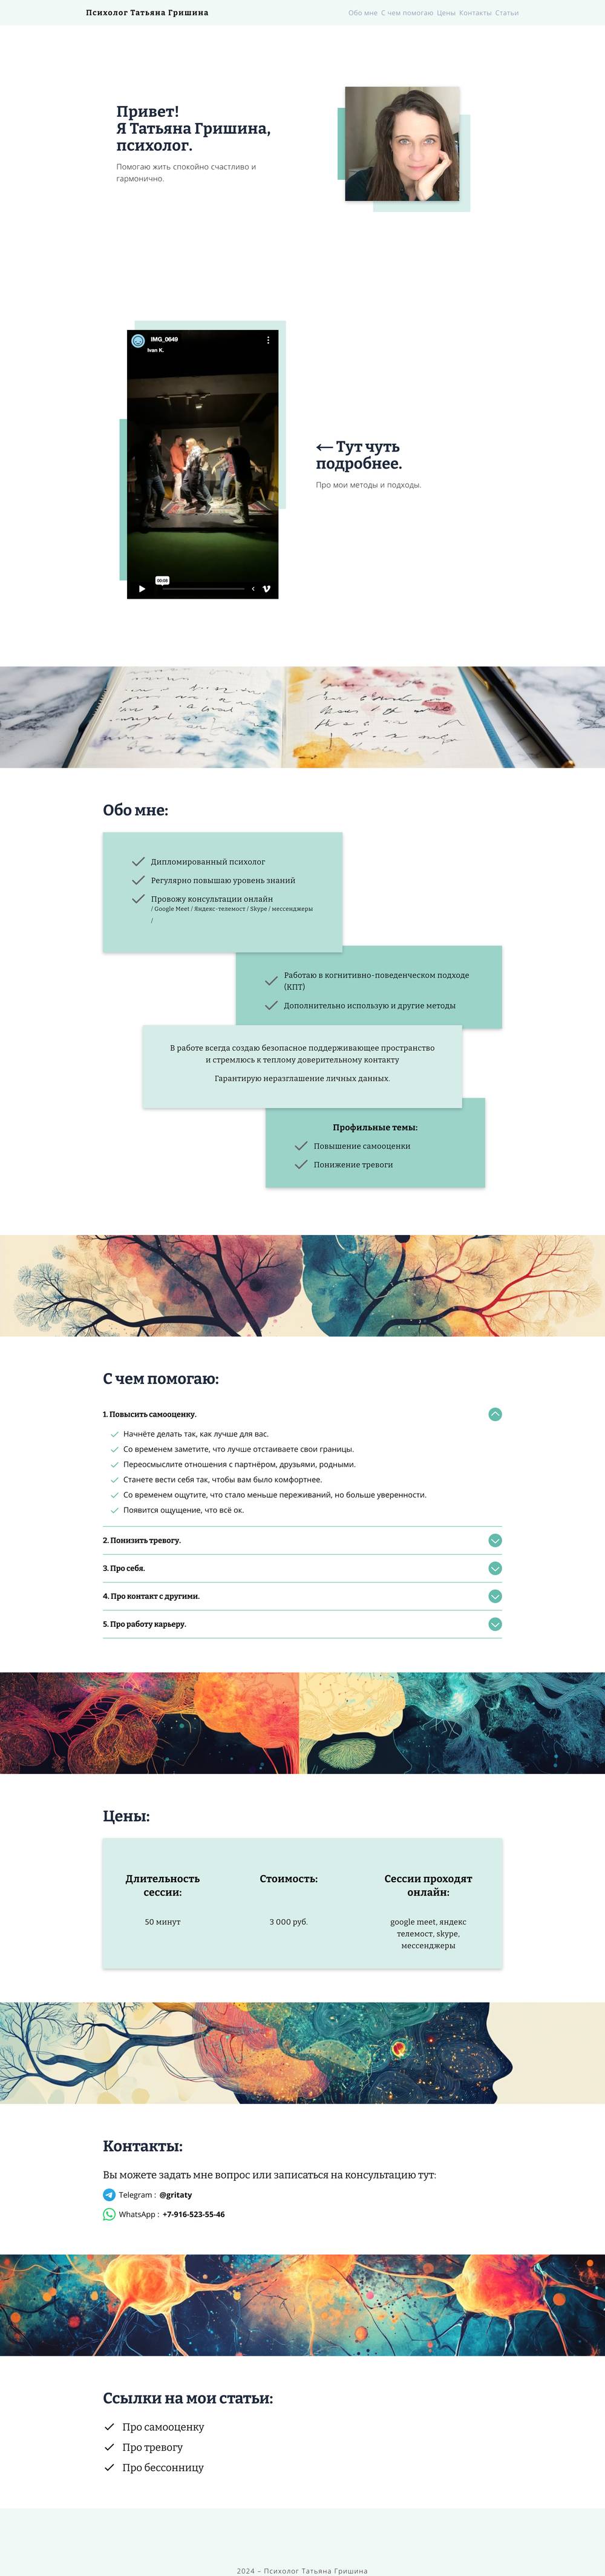 Психолог Татьяна Гришина
Обо мне С чем помогаю Цены Контакты Статьи
Привет!
Я Татьяна Гришина,
психолог.
Помогаю жить спокойно счастливо и
гармонично.
IMG_0649
Ivan K.
00:08
← Тут чуть
подробнее.
Про мои методы и подходы.
Обо мне:
Дипломированный психолог
Регулярно повышаю уровень знаний
Провожу консультации онлайн
/ Google Meet / Яндекс-телемост / Skype / мессенджеры
/
Работаю в когнитивно-поведенческом подходе
(КПТ)
Дополнительно использую и другие методы
В работе всегда создаю безопасное поддерживающее пространство
и стремлюсь к теплому доверительному контакту
Гарантирую неразглашение личных данных.
Профильные темы:
Повышение самооценки
Понижение тревоги
С чем помогаю:
1. Повысить самооценку.
Начнёте делать так, как лучше для вас.
Со временем заметите, что лучше отстаиваете свои границы.
Переосмыслите отношения с партнёром, друзьями, родными.
Станете вести себя так, чтобы вам было комфортнее.
Со временем ощутите, что стало меньше переживаний, но больше уверенности.
Появится ощущение, что всё ок.
2. Понизить тревогу.
3. Про себя.
4. Про контакт с другими.
5. Про работу карьеру.
Цены:
Длительность
сессии:
50 минут
Стоимость:
3 000 руб.
Сессии проходят
онлайн:
google meet, яндекс
телемост, skype,
мессенджеры
Контакты:
Вы можете задать мне вопрос или записаться на консультацию тут:
Telegram : @gritaty
WhatsApp : +7-916-523-55-46
Ссылки на мои статьи:
Про самооценку
Про тревогу
Про бессонницу
2024 – Психолог Татьяна Гришина